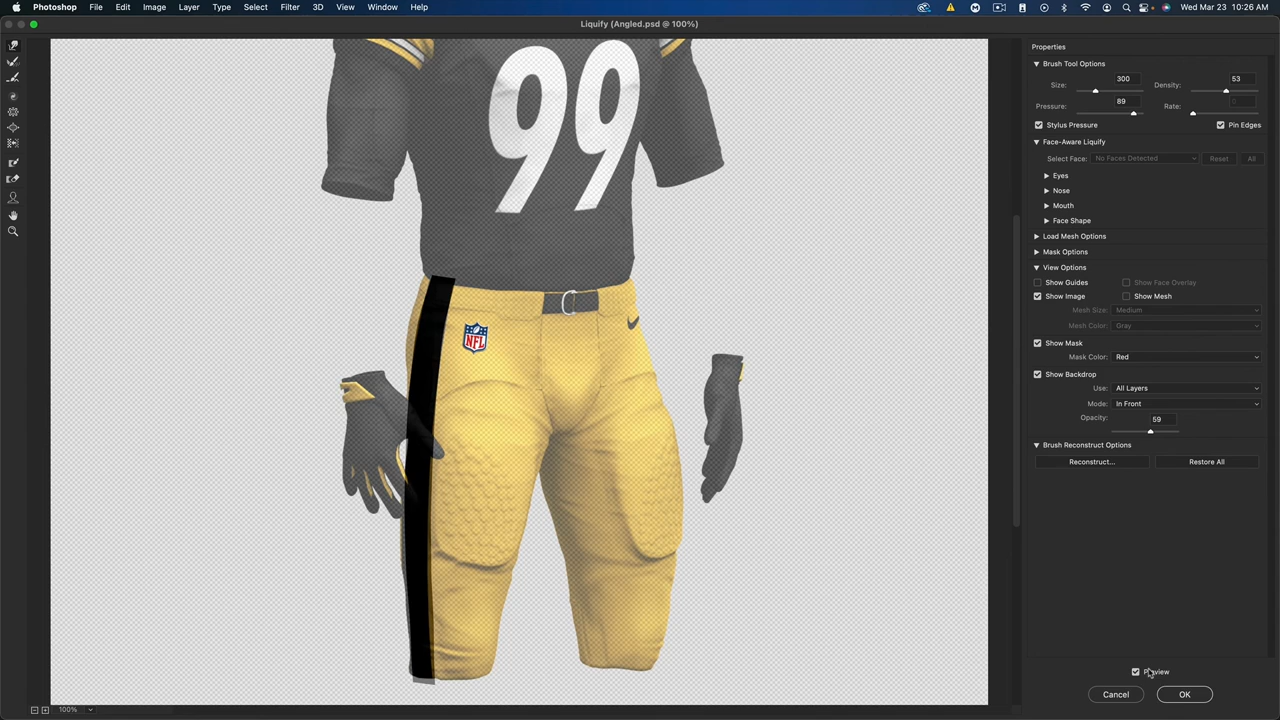 Photoshop File Edit Image Layer Type Select Filter 3D View Window Help Wed Mar 23 10:26 AM
Liquify (Angled.psd @ 100%)
Properties
Brush Tool Options
Size: 300 Density: 53
Pressure: 89 Rate: 0
Stylus Pressure Pin Edges
Face-Aware Liquify
Select Face: No Faces Detected Reset All
Eyes
Nose
Mouth
Face Shape
Load Mesh Options
Mask Options
View Options
Show Guides Show Face Overlay
Show Image Show Mesh
Mesh Size: Medium
Mesh Color: Gray
Show Mask
Mask Color: Red
Show Backdrop
Use: All Layers
Mode: In Front
Opacity: 59
Brush Reconstruct Options
Reconstruct... Restore All
Preview
Cancel OK
99
NFL
100%